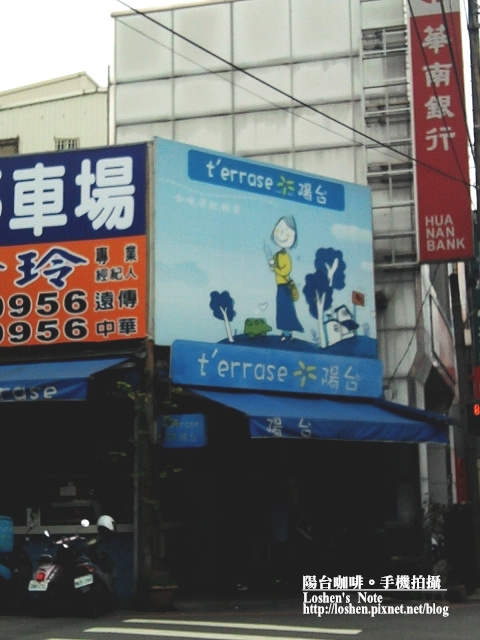 華南銀行
HUA
NAN
BANK
t'errase 陽台
車場
玲
專業
經紀人
0956 遠傳
0956 中華
t'errase 陽台
陽台
陽台咖啡。手機拍攝
Loshen's Note
http://loshen.pixnet.net/blog